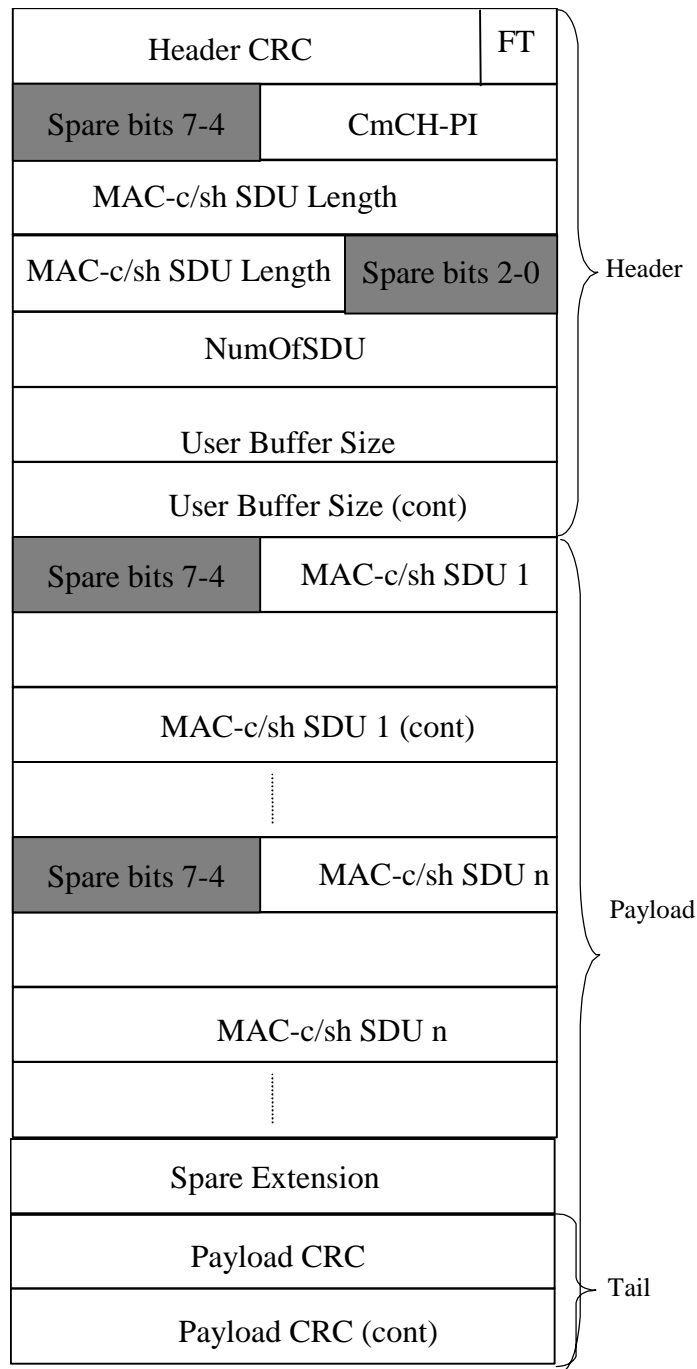 Header CRC FT
Spare bits 7-4 CmCH-PI
MAC-c/sh SDU Length
MAC-c/sh SDU Length Spare bits 2-0
Header
NumOfSDU
User Buffer Size
User Buffer Size (cont)
Spare bits 7-4 MAC-c/sh SDU 1
MAC-c/sh SDU 1 (cont)
Spare bits 7-4 MAC-c/sh SDU n
Payload
MAC-c/sh SDU n
Spare Extension
Payload CRC
Tail
Payload CRC (cont)